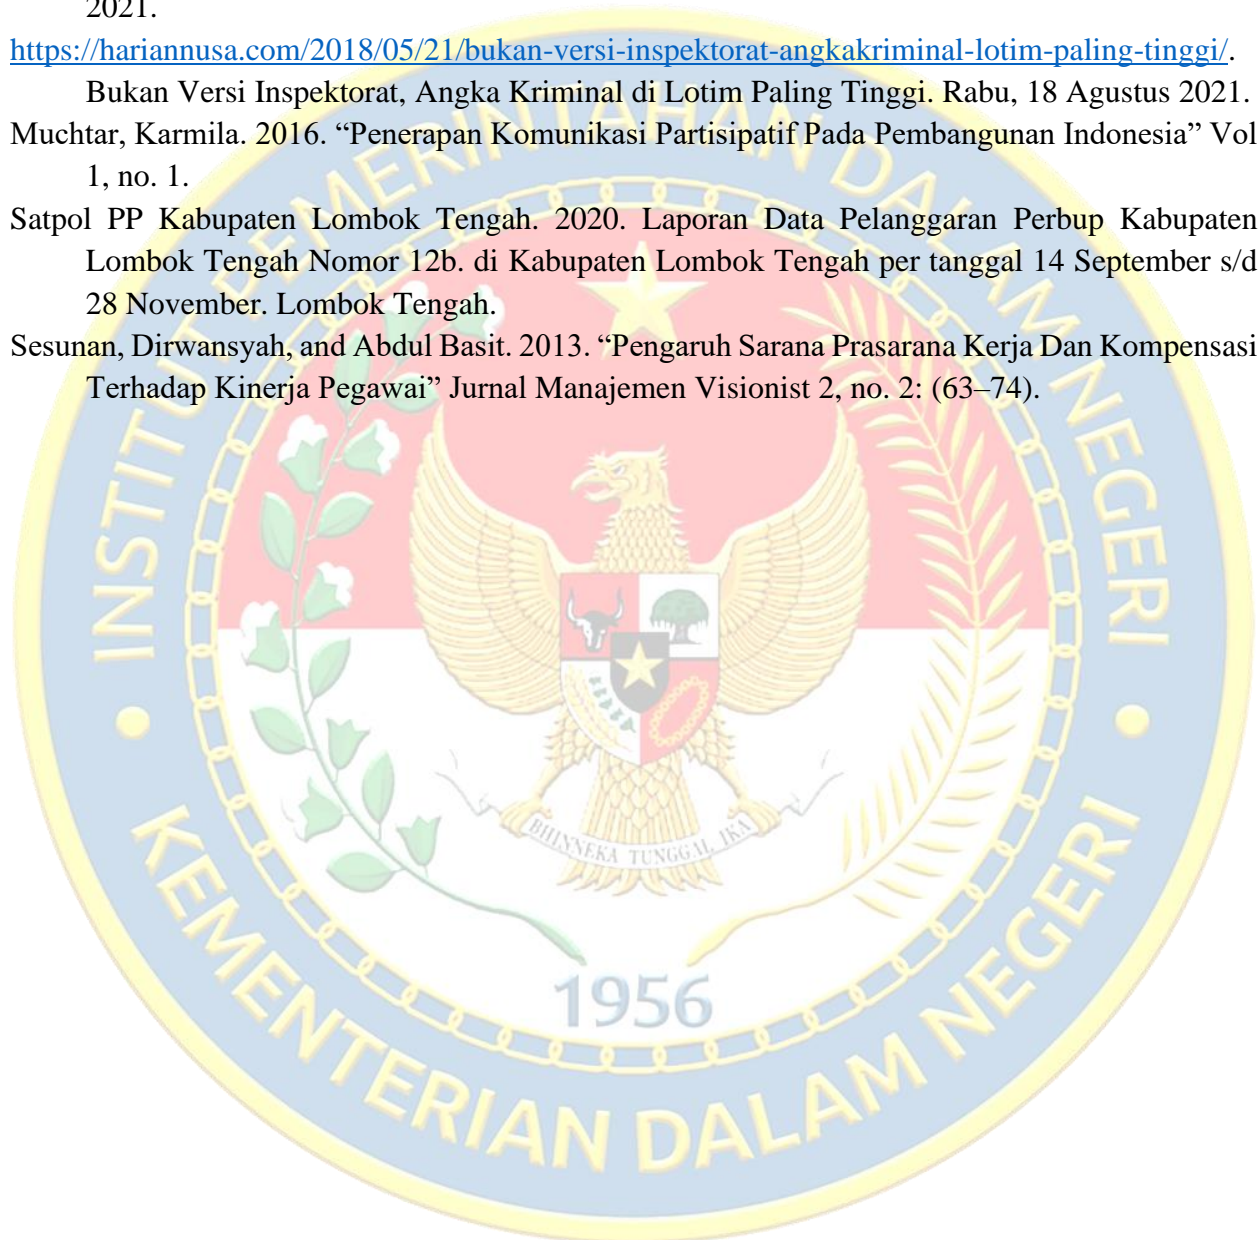 2021.
https://hariannusa.com/2018/05/21/bukan-versi-inspektorat-angkakriminal-lotim-paling-tinggi/.
Bukan Versi Inspektorat, Angka Kriminal di Lotim Paling Tinggi. Rabu, 18 Agustus 2021.
Muchtar, Karmila. 2016. “Penerapan Komunikasi Partisipatif Pada Pembangunan Indonesia” Vol
1, no. 1.
Satpol PP Kabupaten Lombok Tengah. 2020. Laporan Data Pelanggaran Perbup Kabupaten
Lombok Tengah Nomor 12b. di Kabupaten Lombok Tengah per tanggal 14 September s/d
28 November. Lombok Tengah.
Sesunan, Dirwansyah, and Abdul Basit. 2013. “Pengaruh Sarana Prasarana Kerja Dan Kompensasi
Terhadap Kinerja Pegawai” Jurnal Manajemen Visionist 2, no. 2: (63–74).
INSTITUT PEMERINTAHAN DALAM NEGERI
BHINNEKA TUNGGAL IKA
1956
KEMENTERIAN DALAM NEGERI